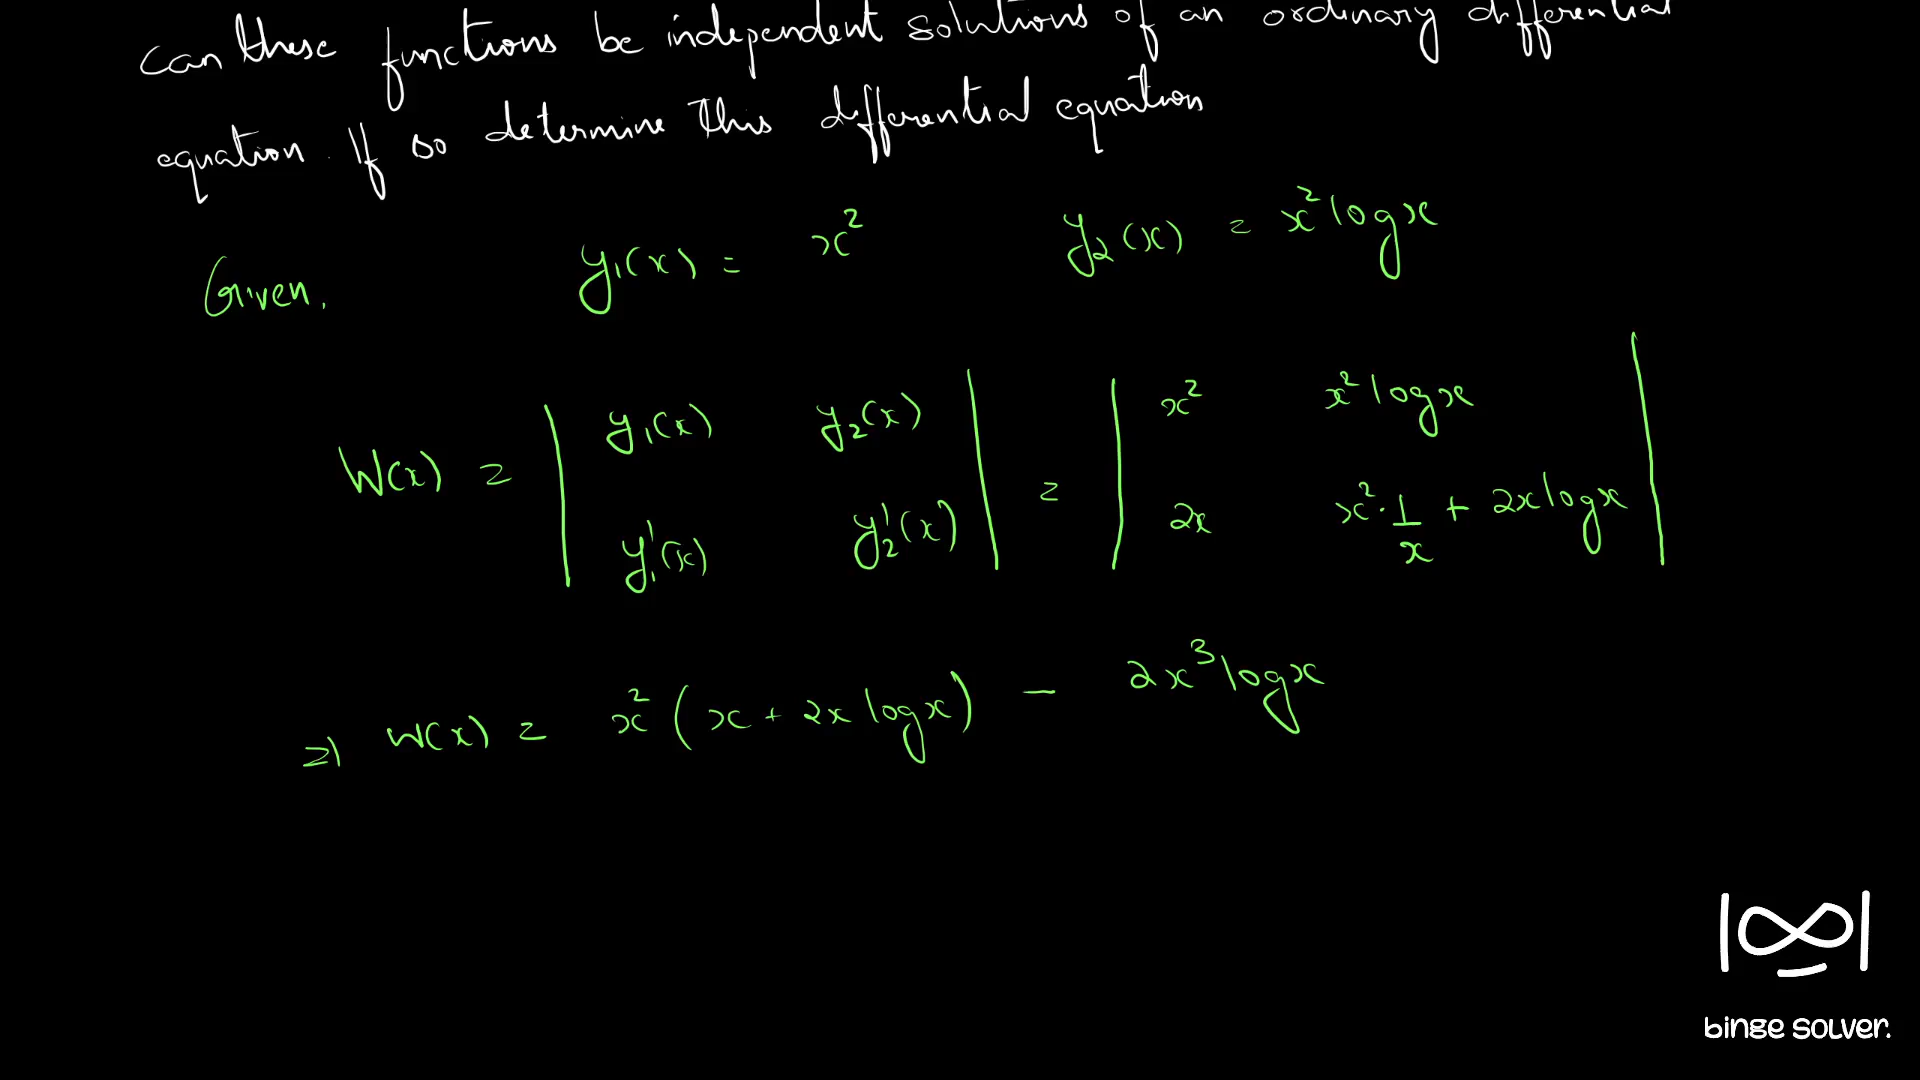 can these functions be independent solutions of an ordinary differential
equation. If so determine this differential equation
Given, y₁(x) = x² y₂(x) = x² log x
W(x) = | y₁(x) y₂(x) | = | x² x² log x |
| y₁'(x) y₂'(x) | | 2x x² · 1/x + 2x log x |
⇒ W(x) = x² (x + 2x log x) - 2x³ log x
binge solver.